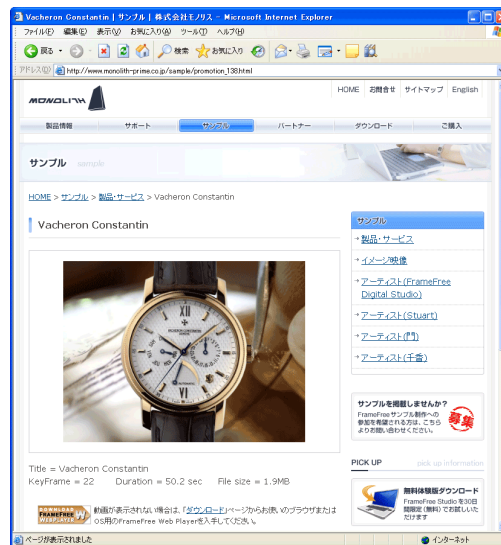 Vacheron Constantin | サンプル | 株式会社モノリス - Microsoft Internet Explorer
ファイル(F) 編集(E) 表示(V) お気に入り(A) ツール(T) ヘルプ(H)
戻る 検索 お気に入り
アドレス(D) http://www.monolith-prime.co.jp/sample/promotion_138.html
MONOLITH
HOME お問合せ サイトマップ English
製品情報 サポート サンプル パートナー ダウンロード ご購入
サンプル sample
HOME > サンプル > 製品・サービス > Vacheron Constantin
Vacheron Constantin
VACHERON CONSTANTIN
AUTOMATIC
Title = Vacheron Constantin
KeyFrame = 22 Duration = 50.2 sec File size = 1.9MB
DOWNLOAD
FRAMEFREE
WEBPLAYER
動画が表示されない場合は、「ダウンロード」ページからお使いのブラウザまたは
OS用のFrameFree Web Playerを入手してください。
サンプル
製品・サービス
イメージ映像
アーティスト(FrameFree
Digital Studio)
アーティスト(Stuart)
アーティスト(門)
アーティスト(千香)
サンプルを掲載しませんか?
FrameFreeサンプル制作への
参加を希望される方は、こちら
よりお問い合わせください。
募集
PICK UP pick up information
無料体験版ダウンロード
FrameFree Studio を30日
間限定(無料)でお試しいた
だけます
ページが表示されました
インターネット